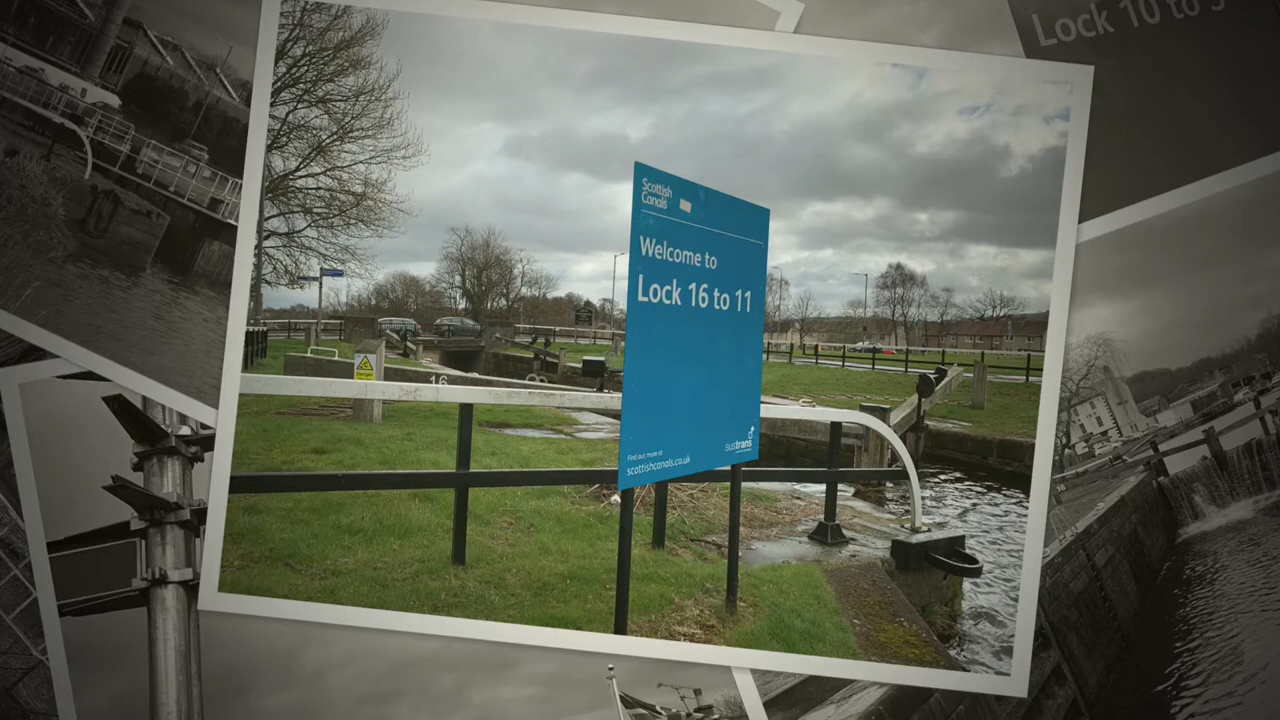 Lock 10 to
Scottish
Canals
Welcome to
Lock 16 to 11
16
Danger
Find out more at
scottishcanals.co.uk
sustrans